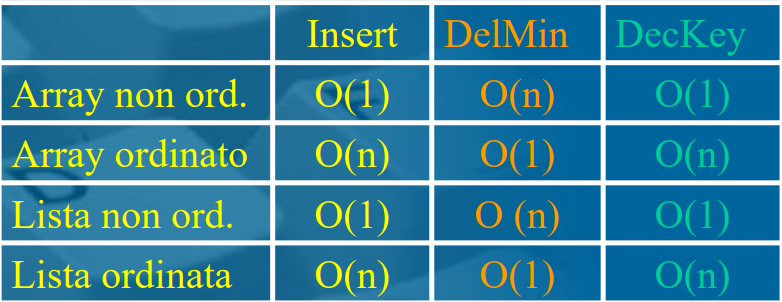 Insert DelMin DecKey
Array non ord. O(1) O(n) O(1)
Array ordinato O(n) O(1) O(n)
Lista non ord. O(1) O (n) O(1)
Lista ordinata O(n) O(1) O(n)